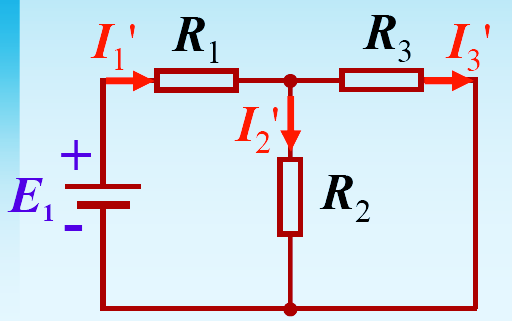 I₁' R₁ R₃ I₃'
I₂'
+
E₁ R₂
-